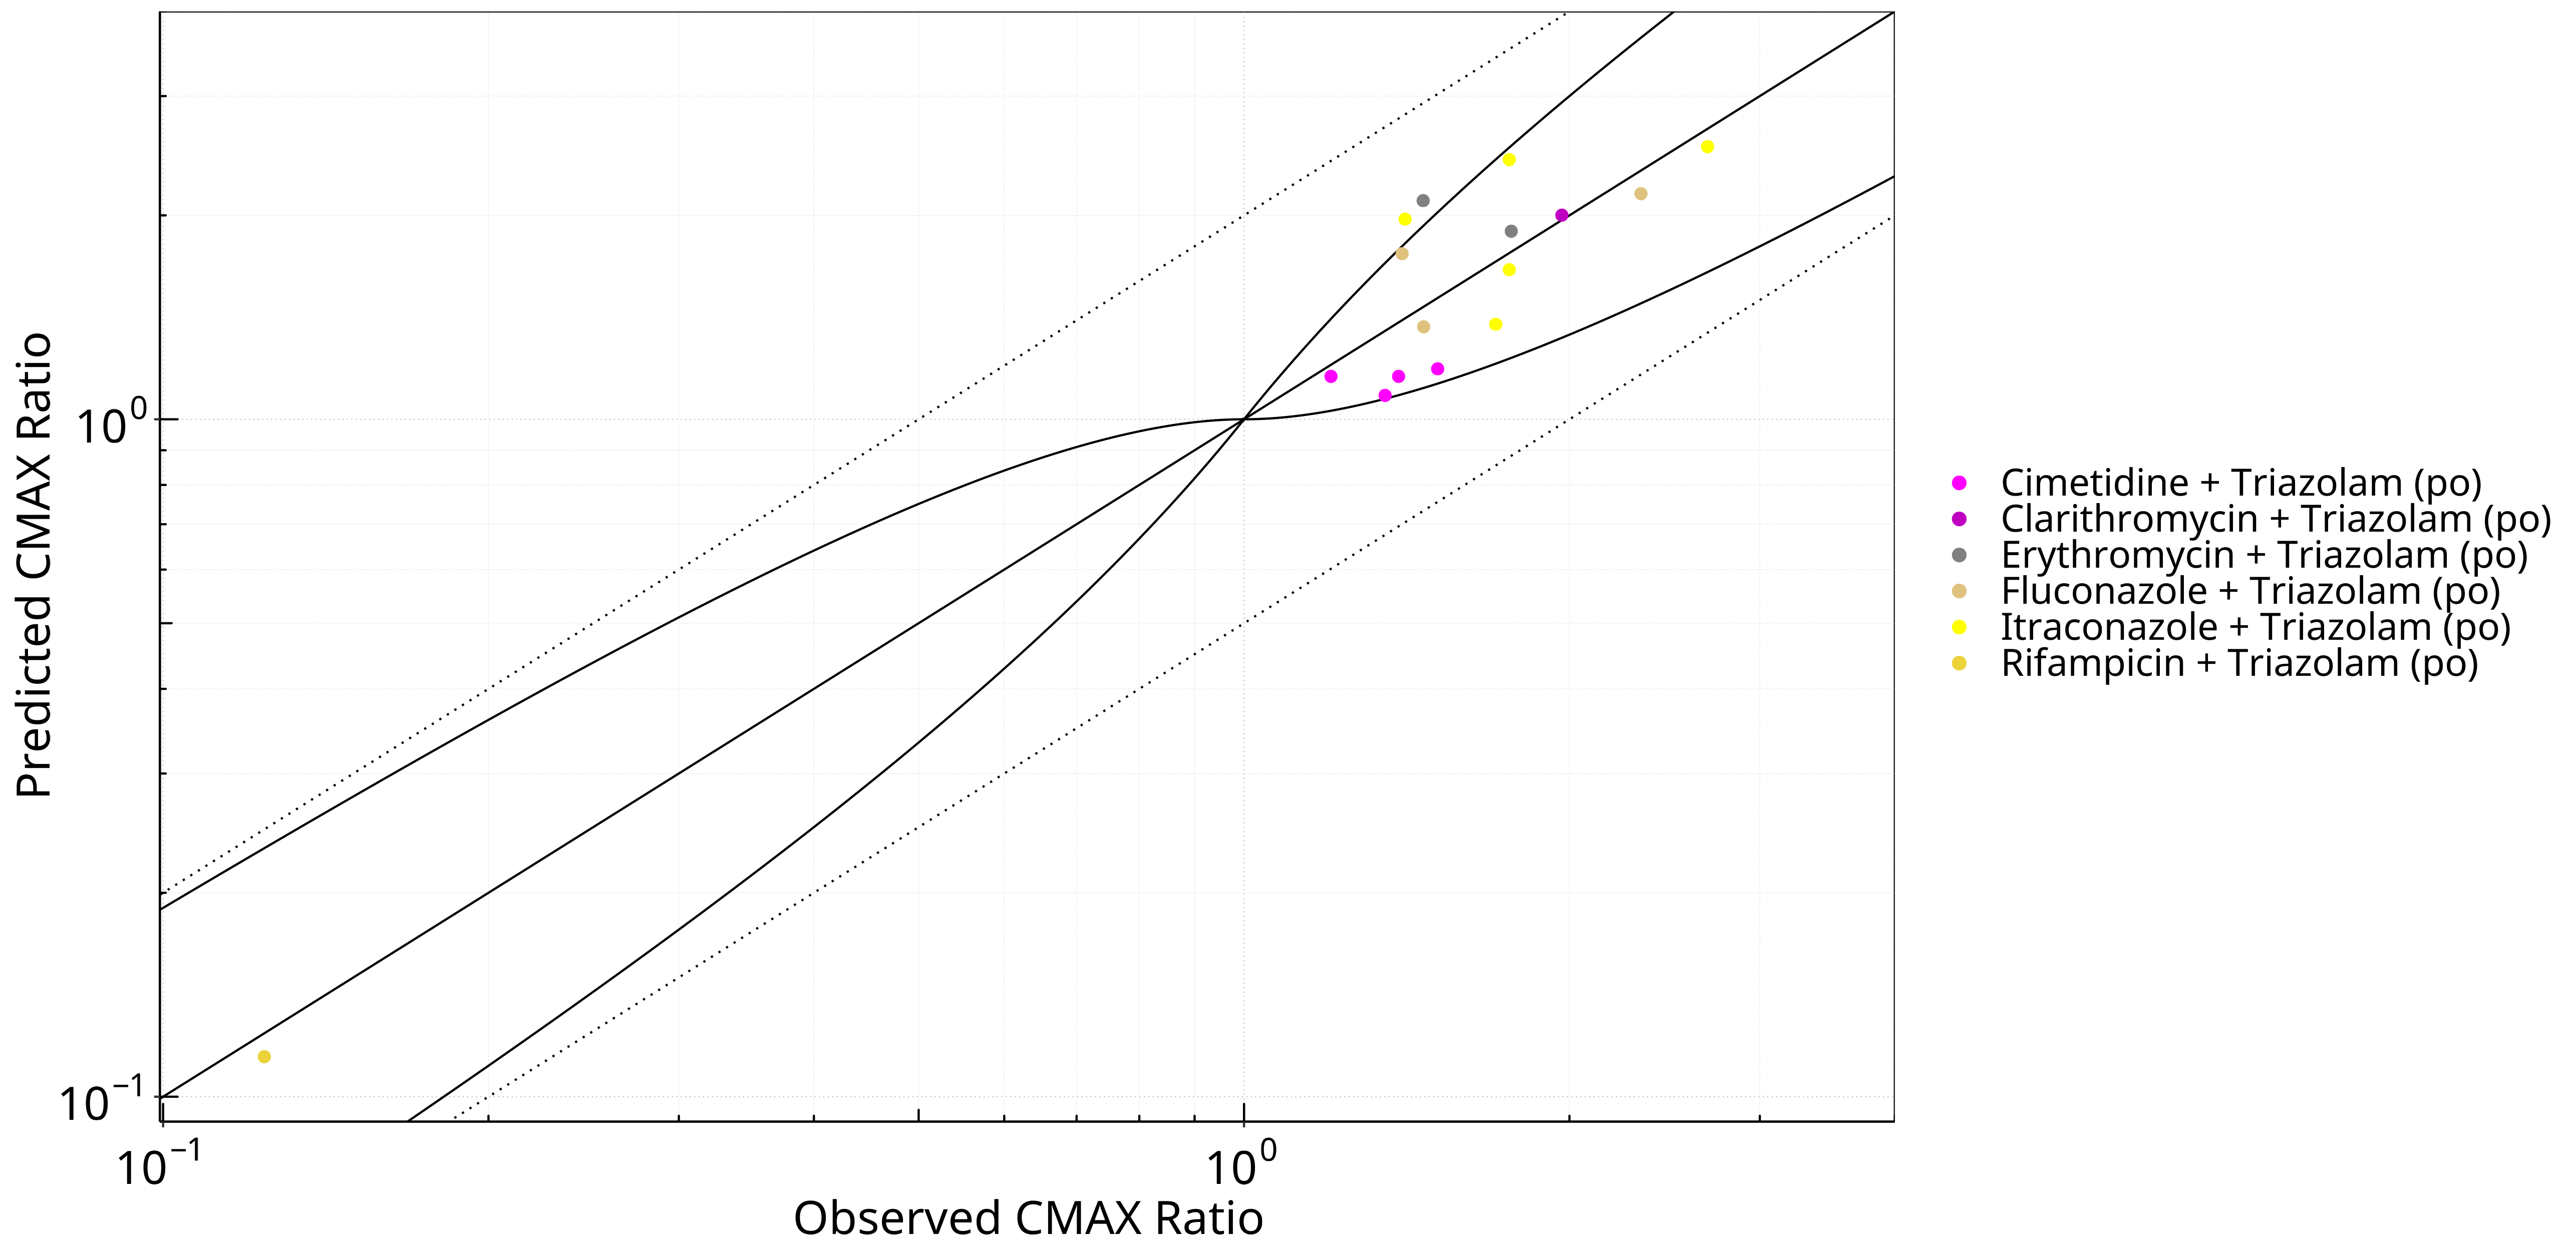 Predicted CMAX Ratio
10⁰
10⁻¹
10⁻¹
10⁰
Observed CMAX Ratio
Cimetidine + Triazolam (po)
Clarithromycin + Triazolam (po)
Erythromycin + Triazolam (po)
Fluconazole + Triazolam (po)
Itraconazole + Triazolam (po)
Rifampicin + Triazolam (po)